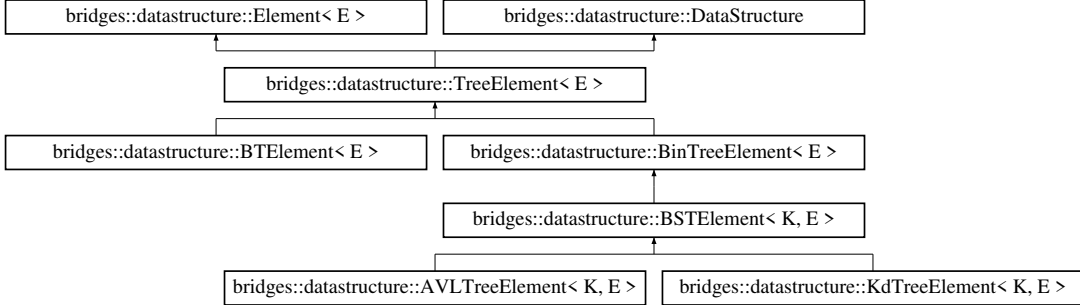 bridges::datastructure::Element< E >
bridges::datastructure::DataStructure
bridges::datastructure::TreeElement< E >
bridges::datastructure::BTElement< E >
bridges::datastructure::BinTreeElement< E >
bridges::datastructure::BSTElement< K, E >
bridges::datastructure::AVLTreeElement< K, E >
bridges::datastructure::KdTreeElement< K, E >